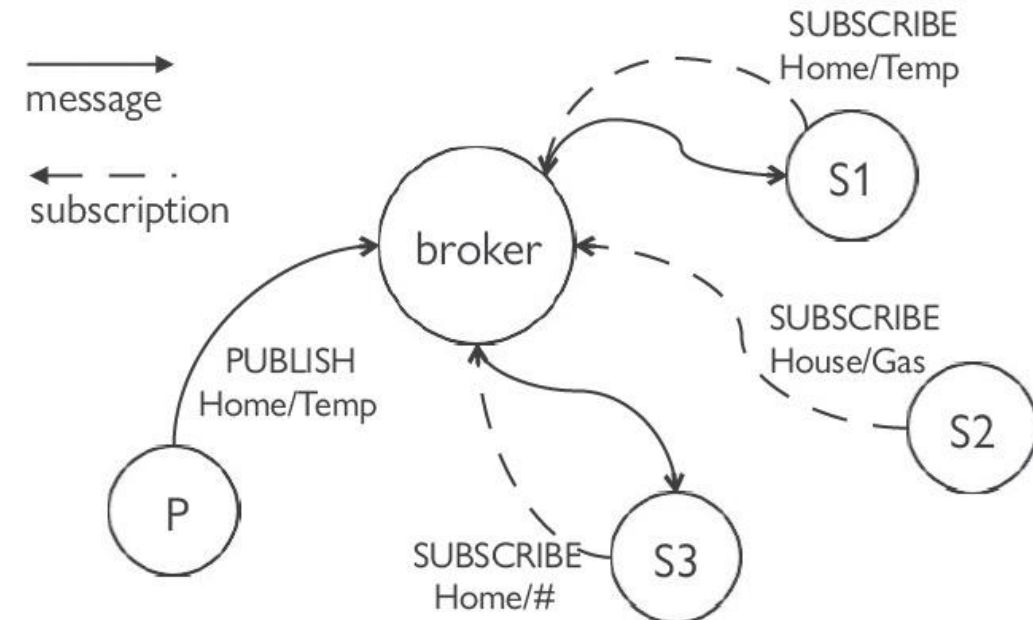 SUBSCRIBE
Home/Temp
message
S1
subscription
broker
SUBSCRIBE
House/Gas
PUBLISH
Home/Temp
S2
P
SUBSCRIBE
Home/#
S3